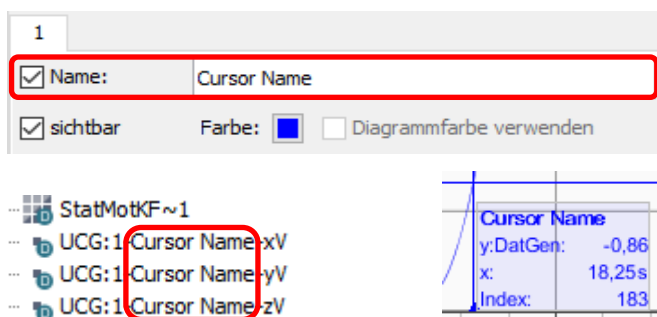 1
Name: Cursor Name
sichtbar Farbe: Diagrammfarbe verwenden
StatMotKF~1
UCG:1-Cursor Name-xV
UCG:1-Cursor Name-yV
UCG:1-Cursor Name-zV
Cursor Name
y:DatGen: -0,86
x: 18,25s
Index: 183